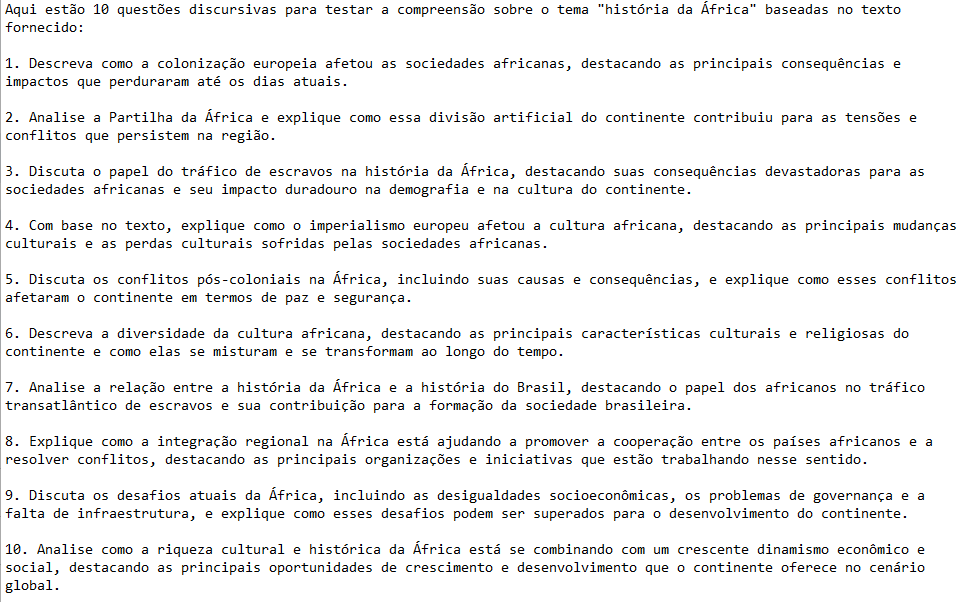 Aqui estão 10 questões discursivas para testar a compreensão sobre o tema "história da África" baseadas no texto
fornecido:
1. Descreva como a colonização europeia afetou as sociedades africanas, destacando as principais consequências e
impactos que perduraram até os dias atuais.
2. Analise a Partilha da África e explique como essa divisão artificial do continente contribuiu para as tensões e
conflitos que persistem na região.
3. Discuta o papel do tráfico de escravos na história da África, destacando suas consequências devastadoras para as
sociedades africanas e seu impacto duradouro na demografia e na cultura do continente.
4. Com base no texto, explique como o imperialismo europeu afetou a cultura africana, destacando as principais mudanças
culturais e as perdas culturais sofridas pelas sociedades africanas.
5. Discuta os conflitos pós-coloniais na África, incluindo suas causas e consequências, e explique como esses conflitos
afetaram o continente em termos de paz e segurança.
6. Descreva a diversidade da cultura africana, destacando as principais características culturais e religiosas do
continente e como elas se misturam e se transformam ao longo do tempo.
7. Analise a relação entre a história da África e a história do Brasil, destacando o papel dos africanos no tráfico
transatlântico de escravos e sua contribuição para a formação da sociedade brasileira.
8. Explique como a integração regional na África está ajudando a promover a cooperação entre os países africanos e a
resolver conflitos, destacando as principais organizações e iniciativas que estão trabalhando nesse sentido.
9. Discuta os desafios atuais da África, incluindo as desigualdades socioeconômicas, os problemas de governança e a
falta de infraestrutura, e explique como esses desafios podem ser superados para o desenvolvimento do continente.
10. Analise como a riqueza cultural e histórica da África está se combinando com um crescente dinamismo econômico e
social, destacando as principais oportunidades de crescimento e desenvolvimento que o continente oferece no cenário
global.